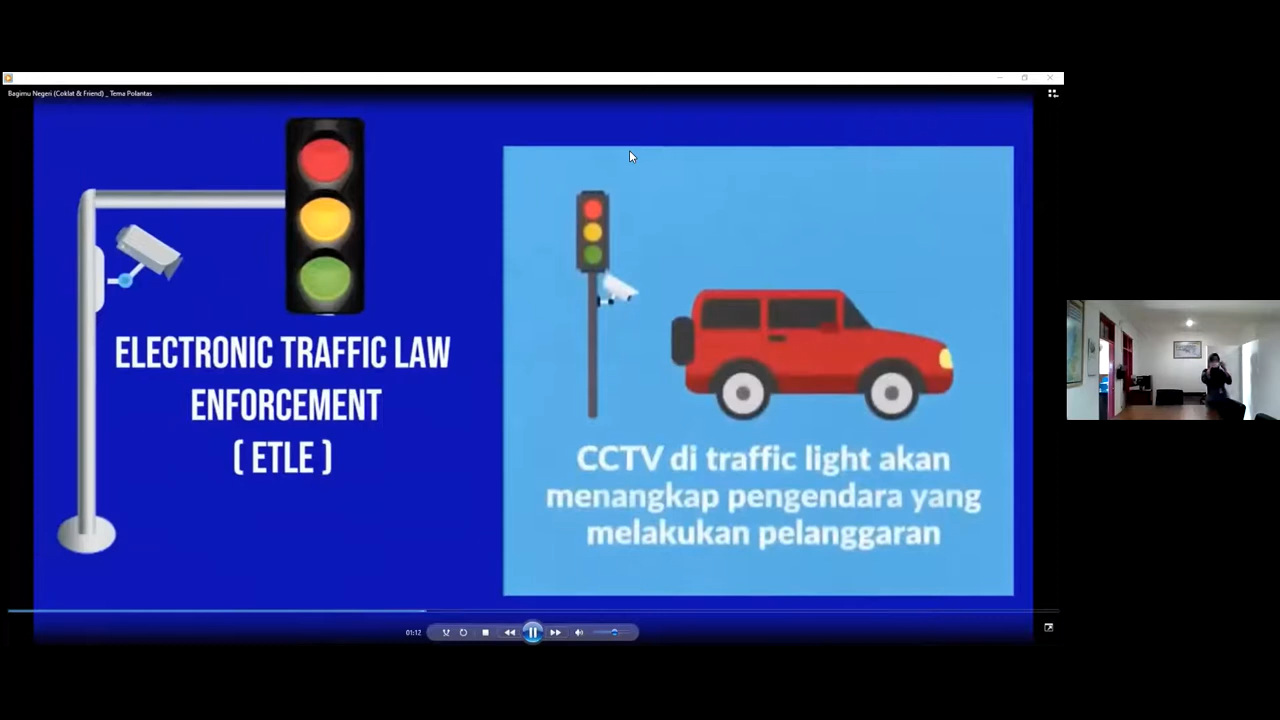 Bagimu Negeri (Coklat & Friend) _ Tema Polantas
ELECTRONIC TRAFFIC LAW
ENFORCEMENT
( ETLE )
CCTV di traffic light akan
menangkap pengendara yang
melakukan pelanggaran
01:12